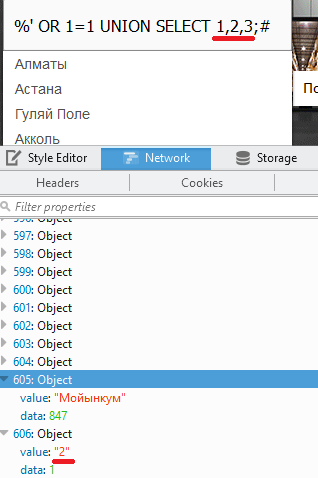 %' OR 1=1 UNION SELECT 1,2,3;#
Алматы
Астана
По
Гуляй Поле
Акколь
Style Editor Network Storage
Headers Cookies
Filter properties
596: Object
597: Object
598: Object
599: Object
600: Object
601: Object
602: Object
603: Object
604: Object
605: Object
value: "Мойынкум"
data: 847
606: Object
value: "2"
data: 1